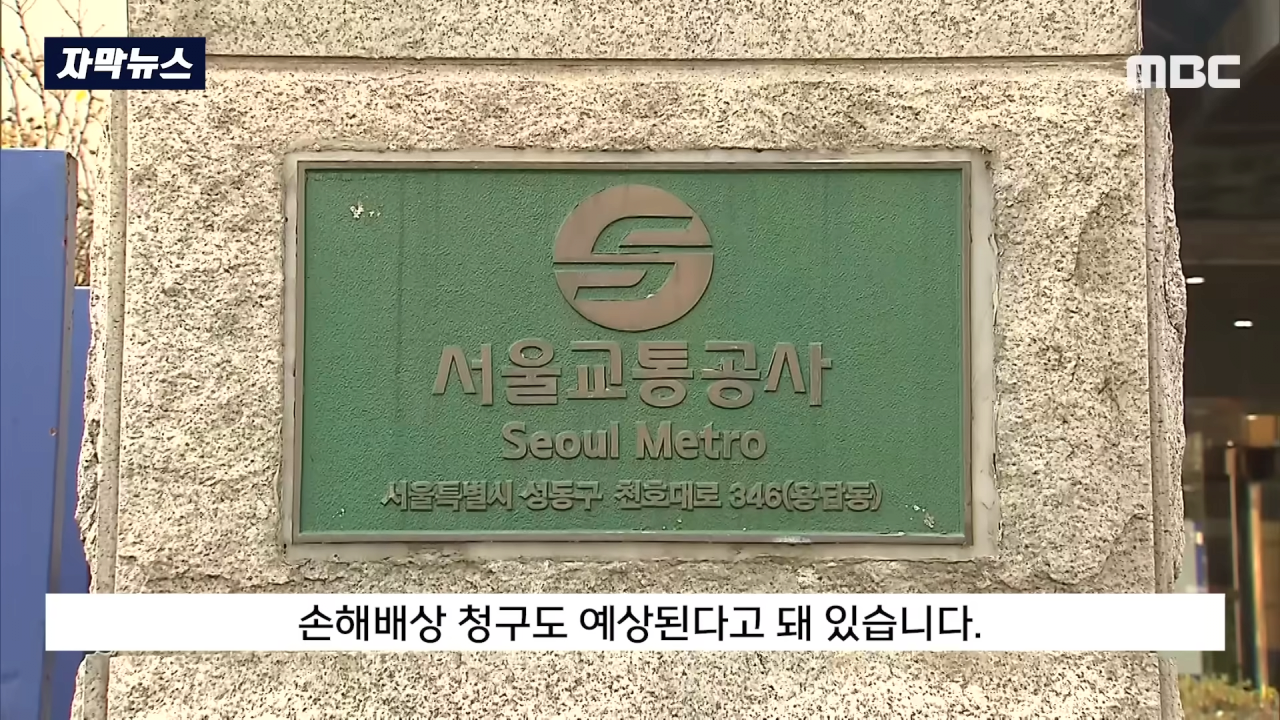 자막뉴스
MBC
서울교통공사
Seoul Metro
서울특별시 성동구 천호대로 346(용답동)
손해배상 청구도 예상된다고 돼 있습니다.